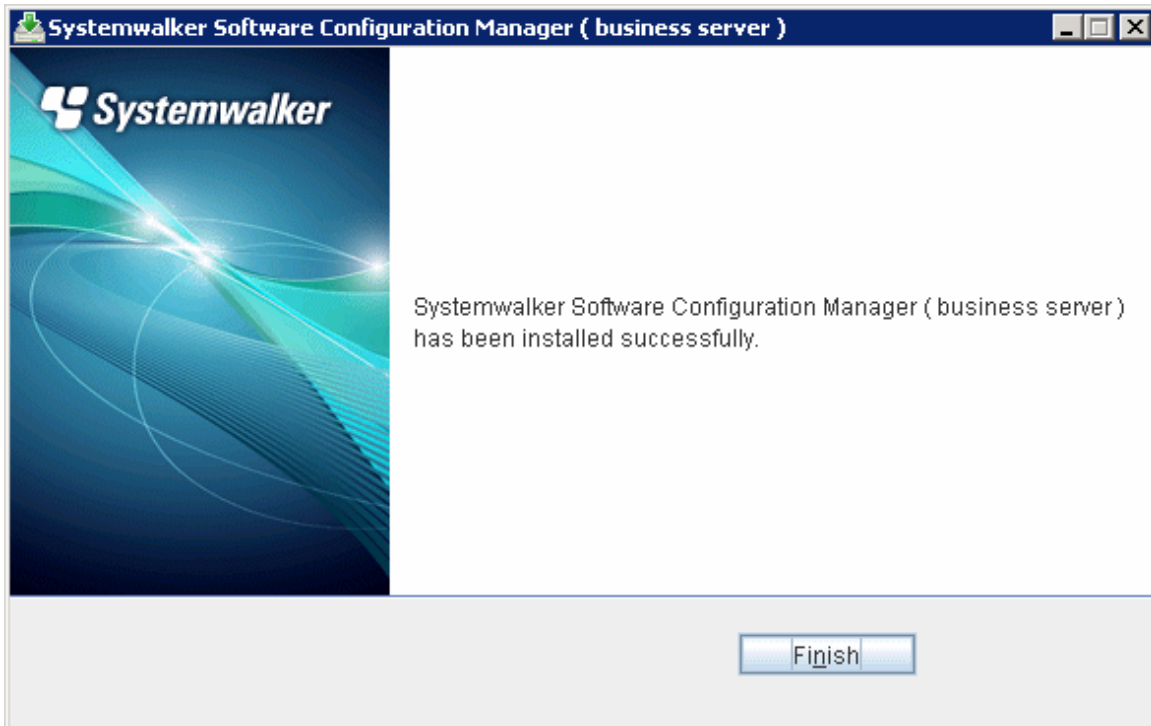 Systemwalker Software Configuration Manager ( business server )
Systemwalker
Systemwalker Software Configuration Manager ( business server )
has been installed successfully.
Finish